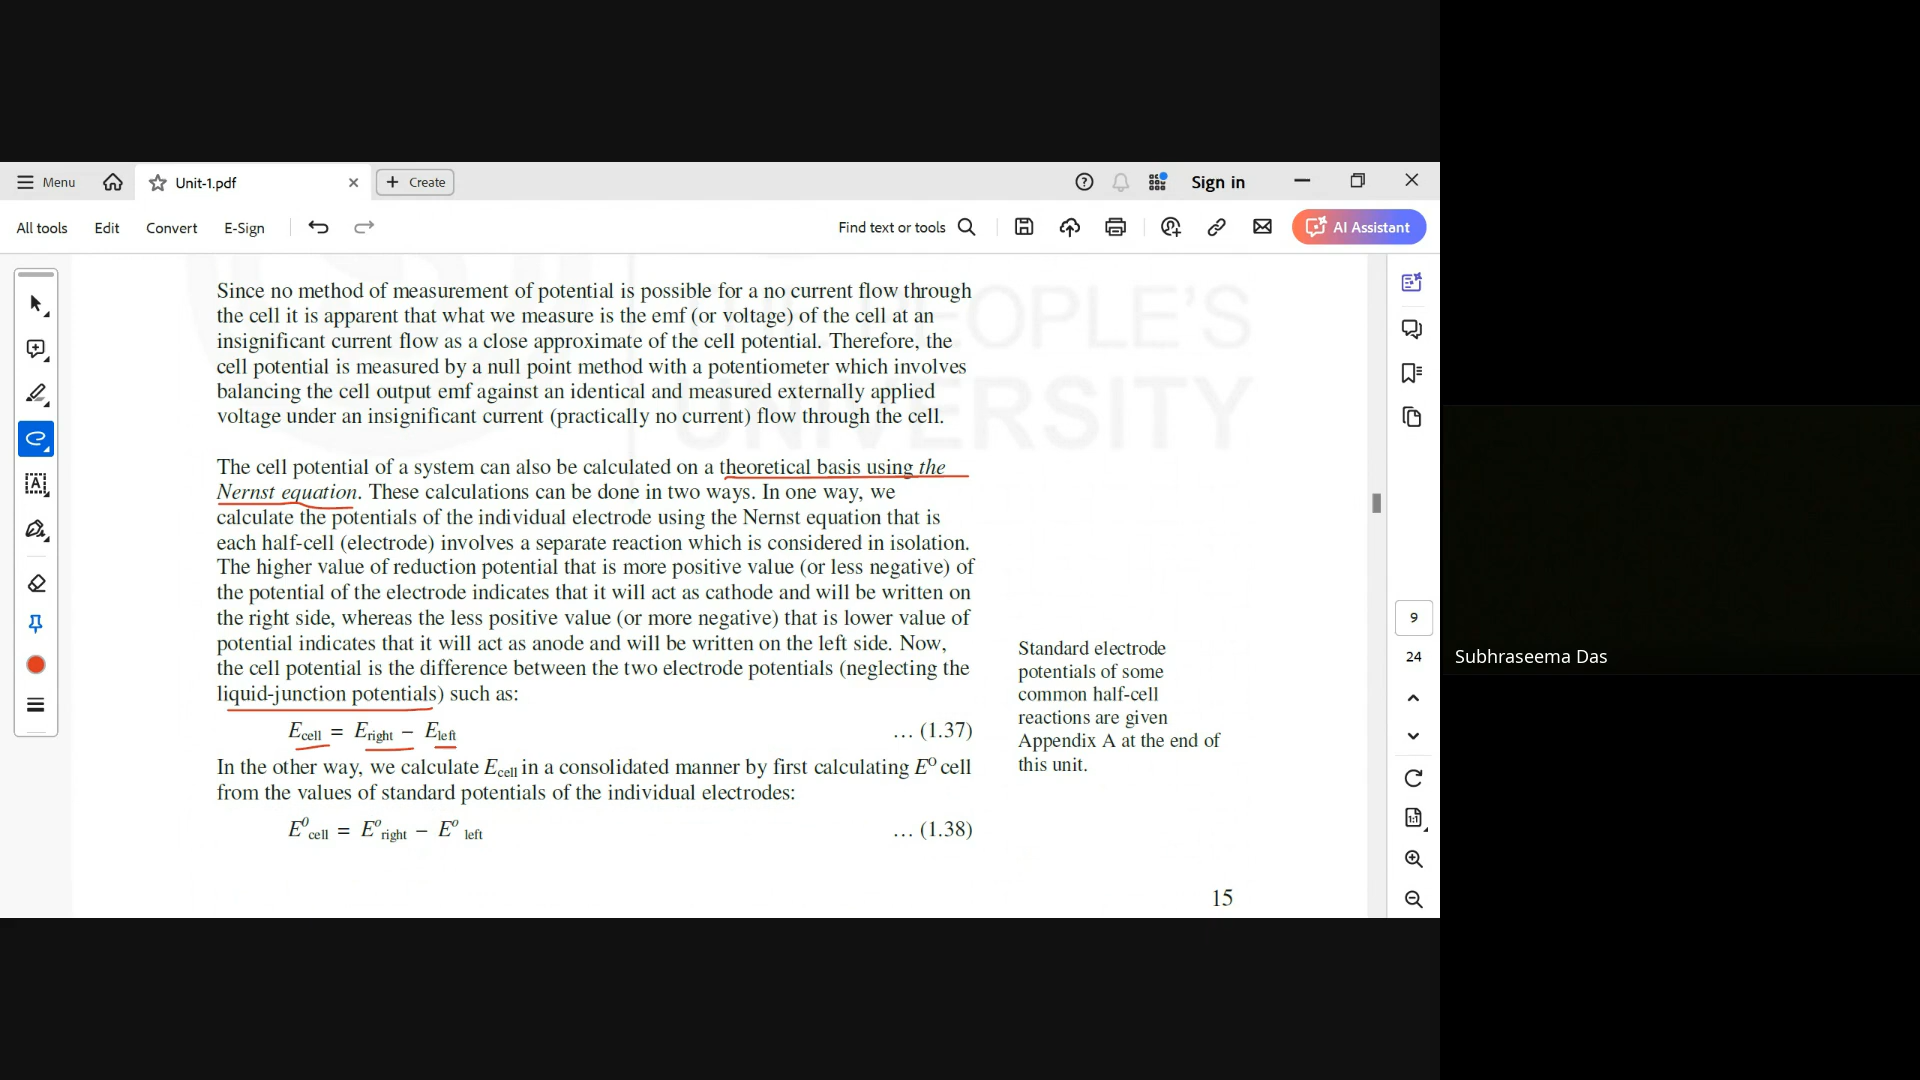 Menu
Unit-1.pdf
Create
Sign in
All tools
Edit
Convert
E-Sign
Find text or tools
AI Assistant
PEOPLE'S
UNIVERSITY
Since no method of measurement of potential is possible for a no current flow through
the cell it is apparent that what we measure is the emf (or voltage) of the cell at an
insignificant current flow as a close approximate of the cell potential. Therefore, the
cell potential is measured by a null point method with a potentiometer which involves
balancing the cell output emf against an identical and measured externally applied
voltage under an insignificant current (practically no current) flow through the cell.
The cell potential of a system can also be calculated on a theoretical basis using the
Nernst equation. These calculations can be done in two ways. In one way, we
calculate the potentials of the individual electrode using the Nernst equation that is
each half-cell (electrode) involves a separate reaction which is considered in isolation.
The higher value of reduction potential that is more positive value (or less negative) of
the potential of the electrode indicates that it will act as cathode and will be written on
the right side, whereas the less positive value (or more negative) that is lower value of
potential indicates that it will act as anode and will be written on the left side. Now,
the cell potential is the difference between the two electrode potentials (neglecting the
liquid-junction potentials) such as:
Ecell = Eright – Eleft … (1.37)
In the other way, we calculate Ecell in a consolidated manner by first calculating E⁰ cell
from the values of standard potentials of the individual electrodes:
E⁰cell = E⁰right – E⁰ left … (1.38)
Standard electrode
potentials of some
common half-cell
reactions are given
Appendix A at the end of
this unit.
15
9
24
1:1
Subhraseema Das